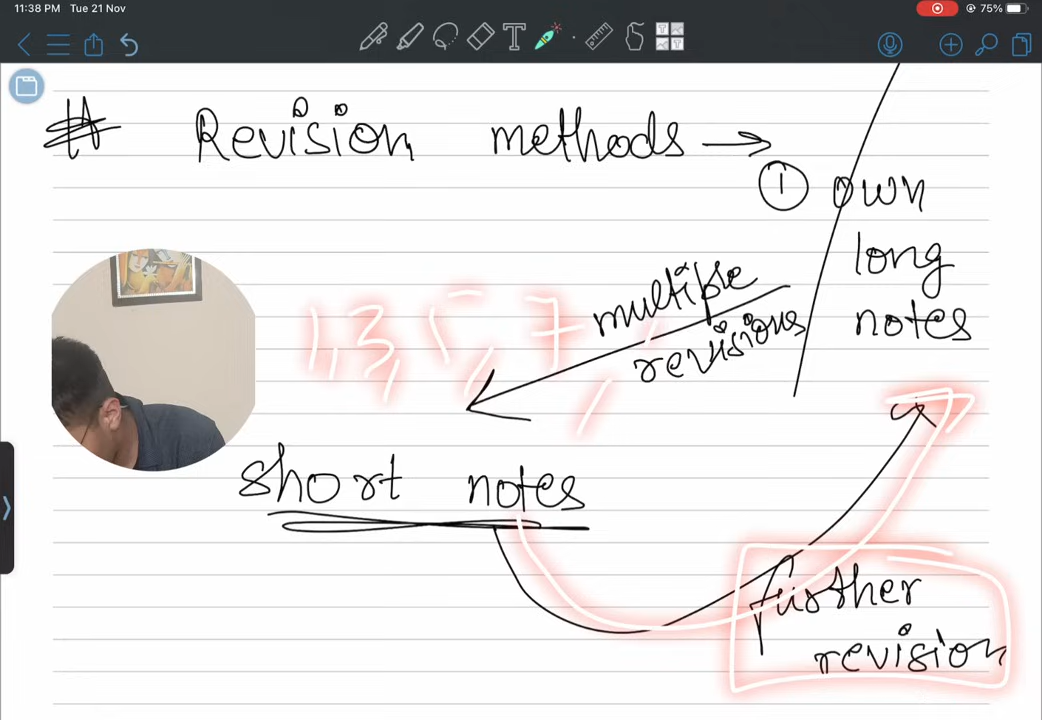 11:38 PM Tue 21 Nov
75%
# Revision methods →
① own
long
notes
multiple
revisions
1, 3, 5, 7,
short notes
further
revision